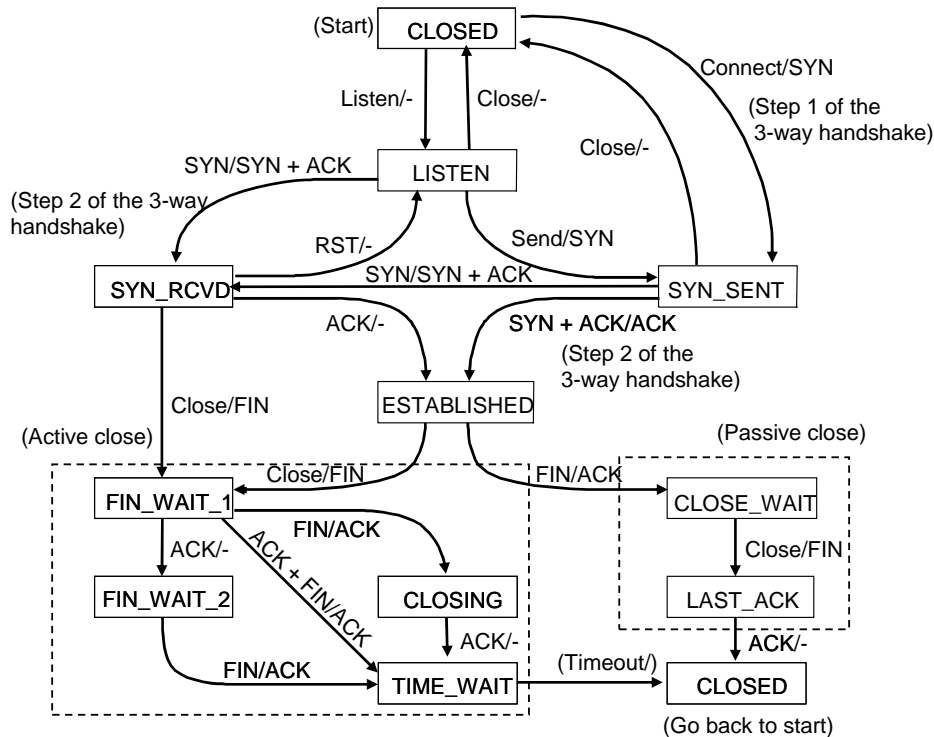 (Start)
CLOSED
Connect/SYN
Listen/-
Close/-
(Step 1 of the
3-way handshake)
Close/-
SYN/SYN + ACK
LISTEN
(Step 2 of the 3-way
handshake)
RST/-
Send/SYN
SYN/SYN + ACK
SYN_RCVD
SYN_SENT
ACK/-
SYN + ACK/ACK
(Step 2 of the
3-way handshake)
ESTABLISHED
Close/FIN
(Active close)
(Passive close)
Close/FIN
FIN/ACK
FIN_WAIT_1
CLOSE_WAIT
FIN/ACK
ACK/-
ACK + FIN/ACK
Close/FIN
FIN_WAIT_2
CLOSING
LAST_ACK
ACK/-
ACK/-
FIN/ACK
(Timeout/)
TIME_WAIT
CLOSED
(Go back to start)